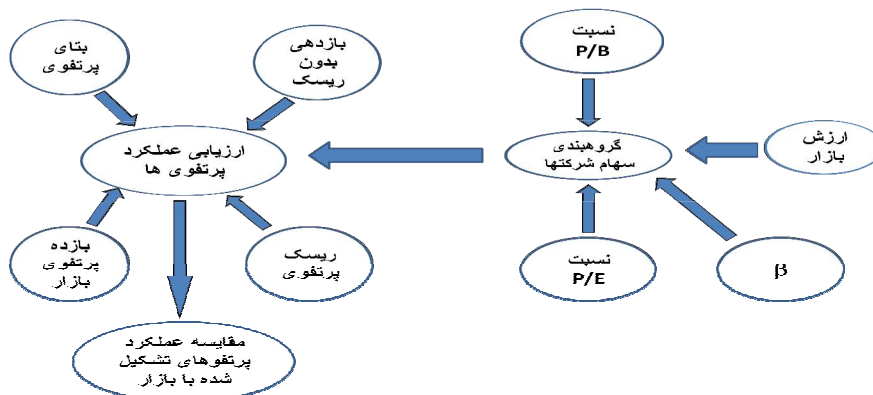 نسبت
P/B
ارزش
بازار
گروهبندی
سهام شرکتها
نسبت
P/E
β
بازدهی
بدون
ریسک
بتای
پرتفوی
ارزیابی عملکرد
پرتفوی ها
ریسک
پرتفوی
بازده
پرتفوی
بازار
مقایسه عملکرد
پرتفوهای تشکیل
شده با بازار